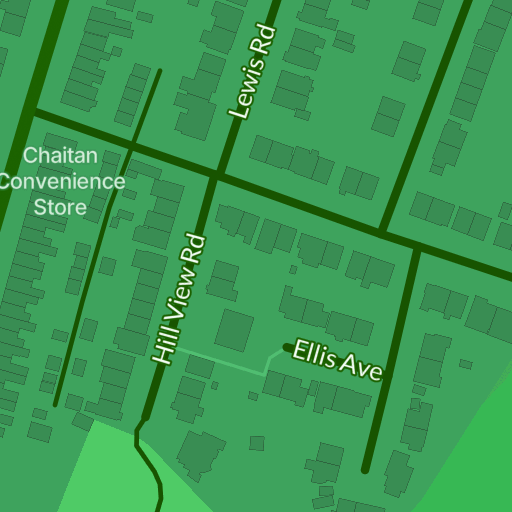 Lewis Rd
Chaitan
Convenience
Store
Hill View Rd
Ellis Ave